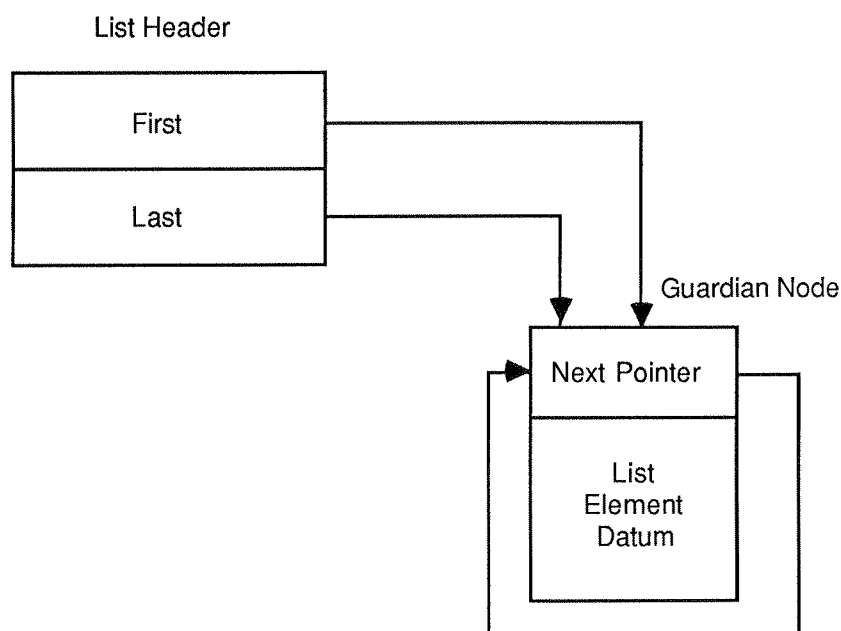 List Header
First
Last
Guardian Node
Next Pointer
List
Element
Datum